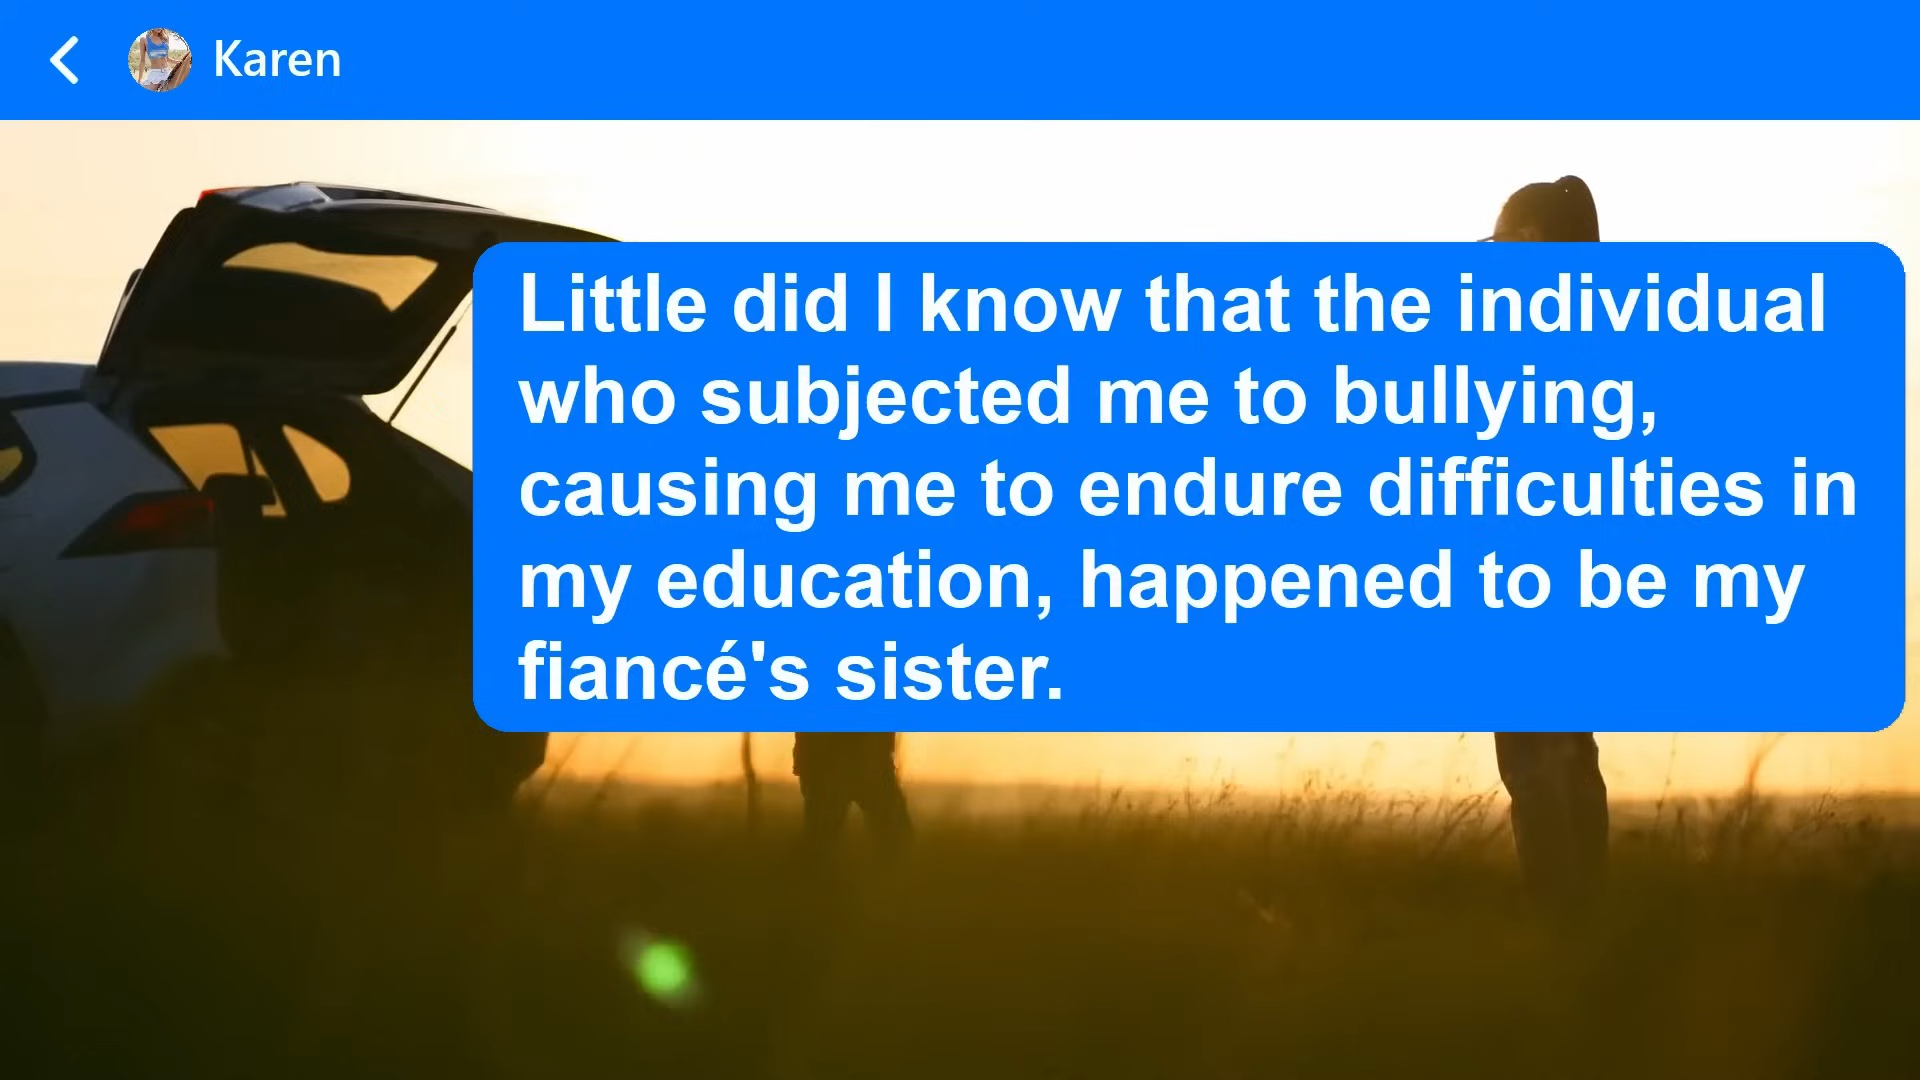 Karen
Little did I know that the individual
who subjected me to bullying,
causing me to endure difficulties in
my education, happened to be my
fiancé's sister.